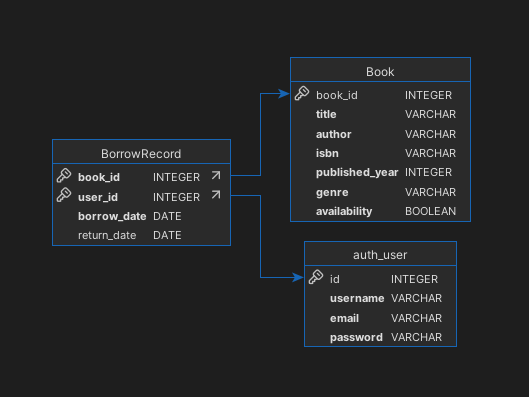 Book
book_id INTEGER
title VARCHAR
author VARCHAR
isbn VARCHAR
published_year INTEGER
genre VARCHAR
availability BOOLEAN
BorrowRecord
book_id INTEGER
user_id INTEGER
borrow_date DATE
return_date DATE
auth_user
id INTEGER
username VARCHAR
email VARCHAR
password VARCHAR